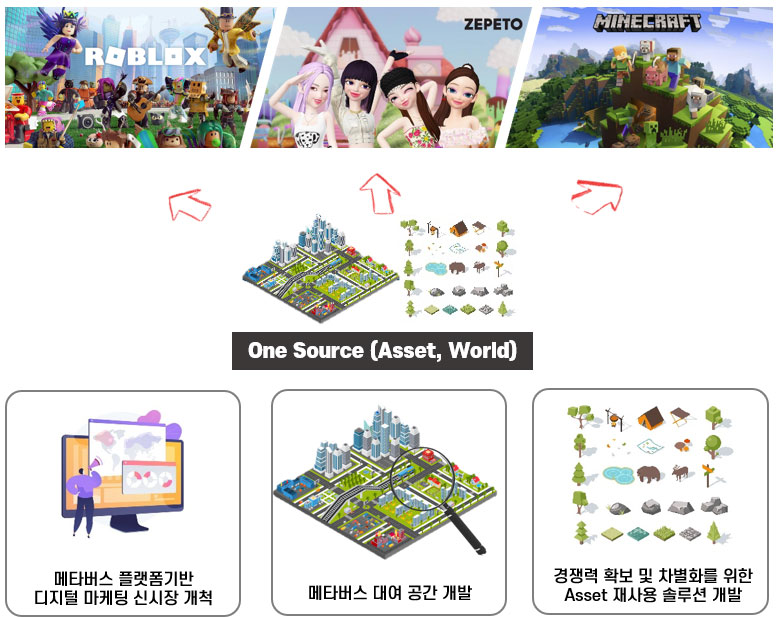 ROBLOX
ZEPETO
MINECRAFT
One Source (Asset, World)
메타버스 플랫폼기반
디지털 마케팅 신시장 개척
메타버스 대여 공간 개발
경쟁력 확보 및 차별화를 위한
Asset 재사용 솔루션 개발